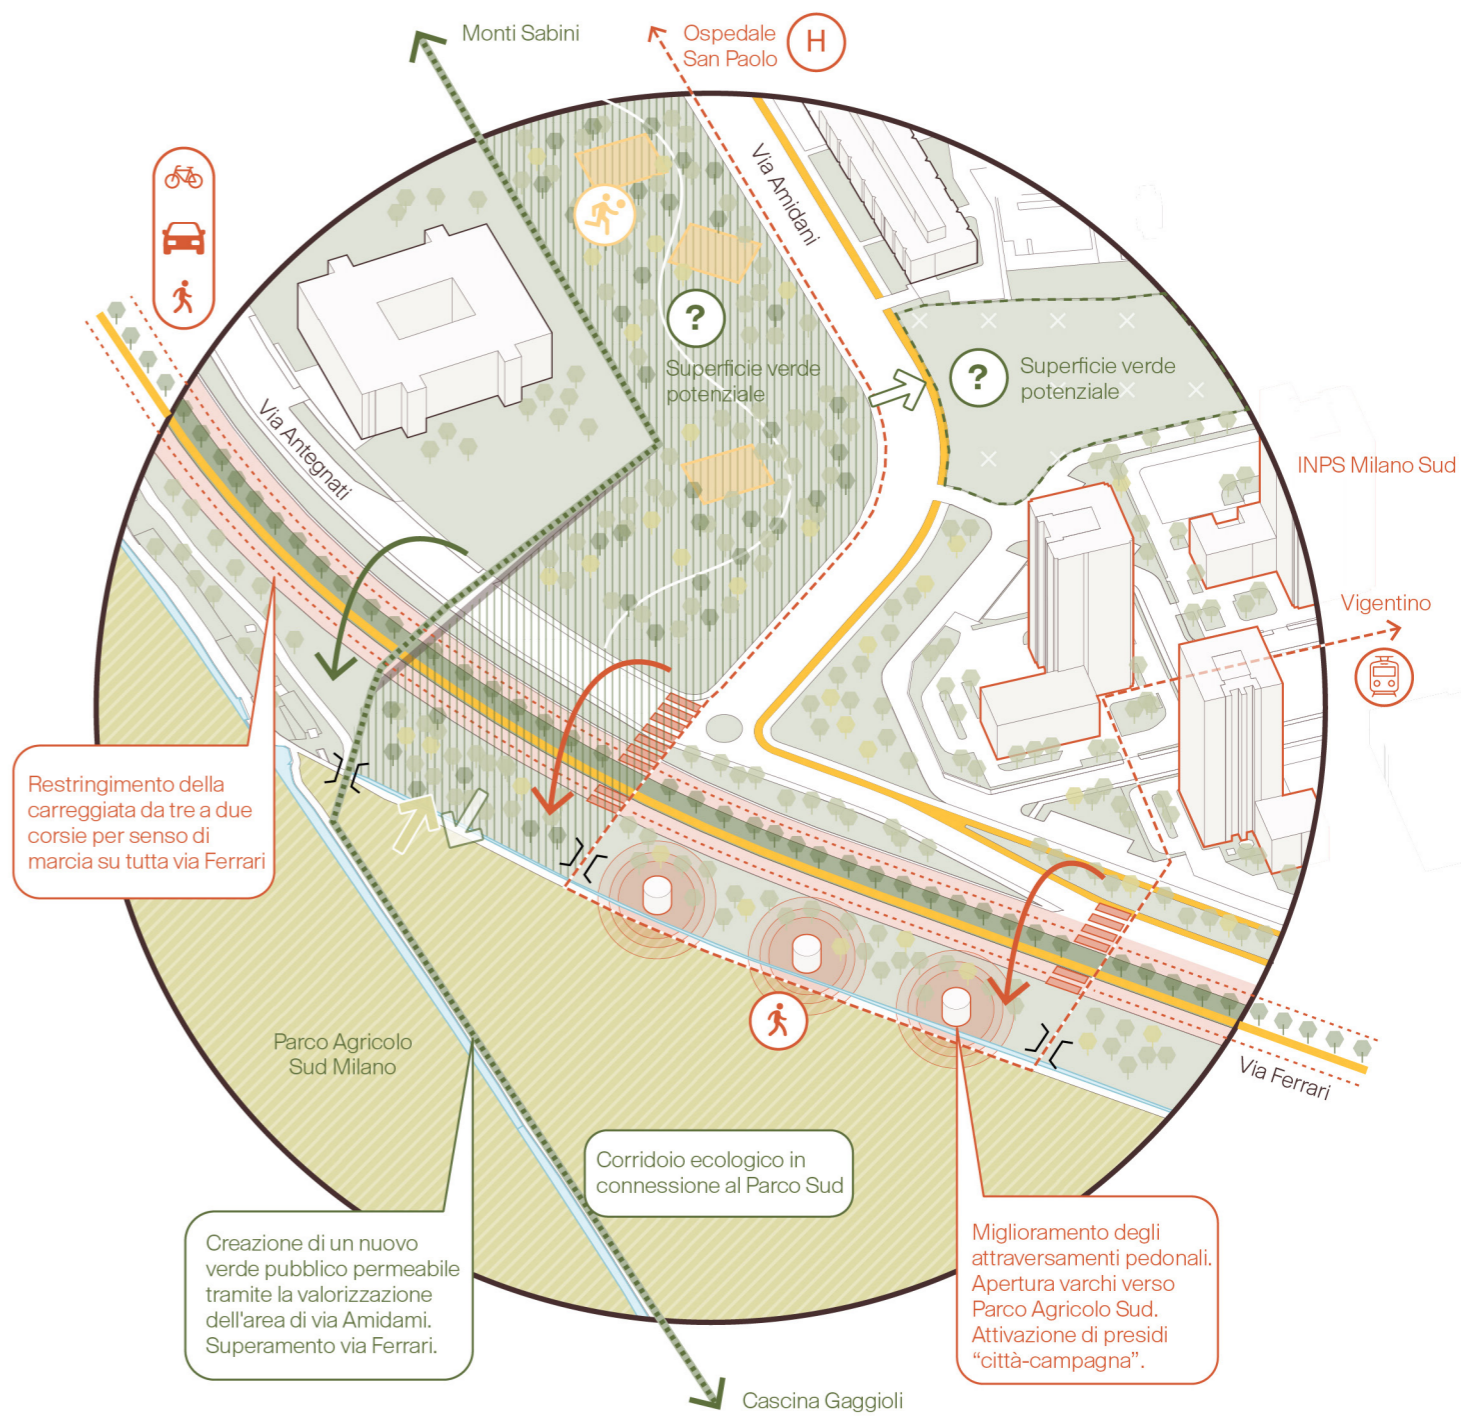 Monti Sabini
Ospedale
San Paolo
H
Via Amidani
?
Superficie verde
potenziale
?
Superficie verde
potenziale
Via Antegnati
INPS Milano Sud
Vigentino
Restringimento della
carreggiata da tre a due
corsie per senso di
marcia su tutta via Ferrari
Parco Agricolo
Sud Milano
Via Ferrari
Corridoio ecologico in
connessione al Parco Sud
Creazione di un nuovo
verde pubblico permeabile
tramite la valorizzazione
dell'area di via Amidami.
Superamento via Ferrari.
Miglioramento degli
attraversamenti pedonali.
Apertura varchi verso
Parco Agricolo Sud.
Attivazione di presidi
“città-campagna”.
Cascina Gaggioli